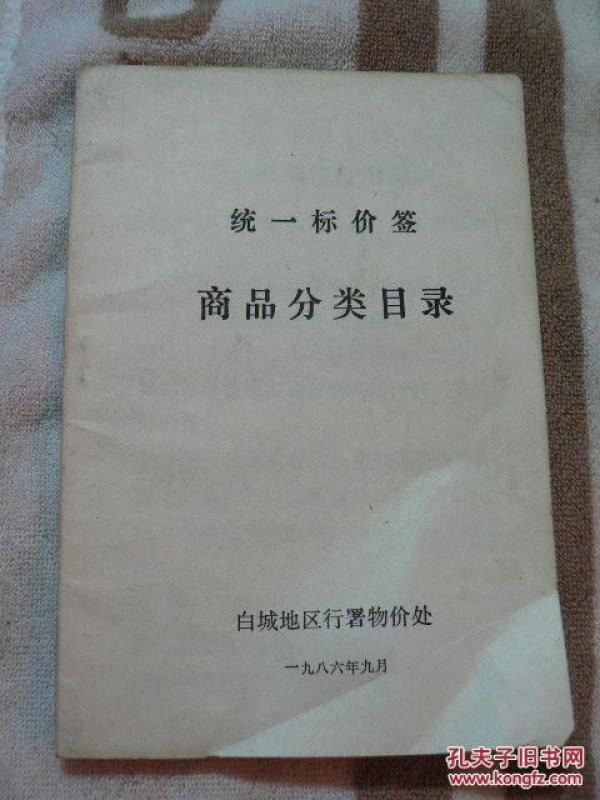 统一标价签
商品分类目录
白城地区行署物价处
一九八六年九月
孔夫子旧书网
www.kongfz.com